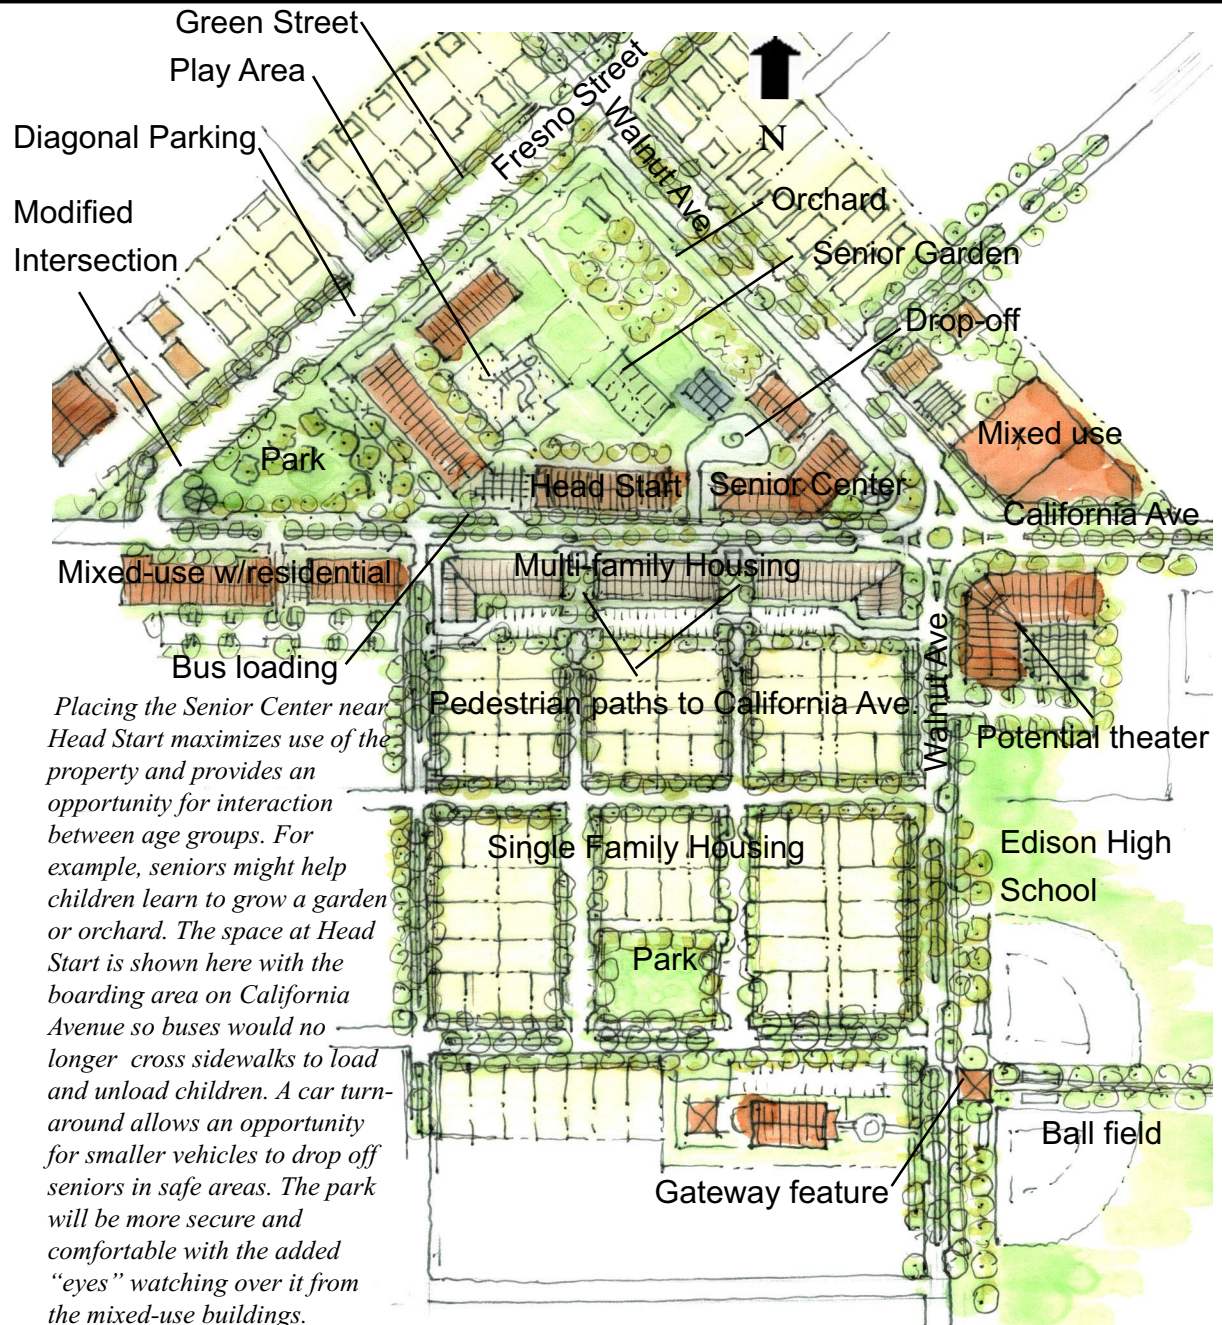 Green Street
Play Area
Diagonal Parking
Modified
Intersection
Fresno Street
Walnut Ave
N
Orchard
Senior Garden
Drop-off
Mixed use
Park
Head Start
Senior Center
California Ave
Mixed-use w/residential
Multi-family Housing
Bus loading
Pedestrian paths to California Ave.
Walnut Ave
Potential theater
Placing the Senior Center near
Head Start maximizes use of the
property and provides an
opportunity for interaction
between age groups. For
example, seniors might help
children learn to grow a garden
or orchard. The space at Head
Start is shown here with the
boarding area on California
Avenue so buses would no
longer  cross sidewalks to load
and unload children. A car turn-
around allows an opportunity
for smaller vehicles to drop off
seniors in safe areas. The park
will be more secure and
comfortable with the added
“eyes” watching over it from
the mixed-use buildings.
Single Family Housing
Edison High
School
Park
Ball field
Gateway feature